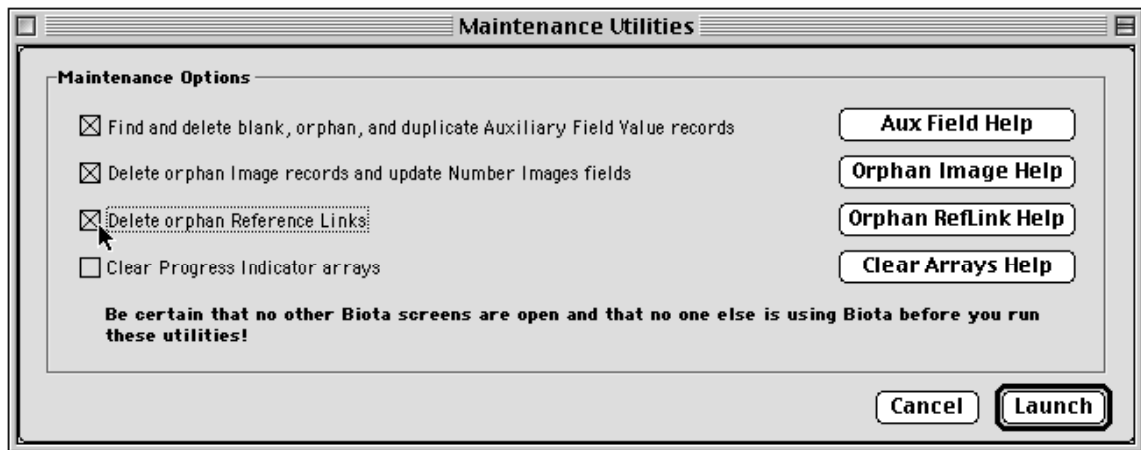 Maintenance Utilities
Maintenance Options
Find and delete blank, orphan, and duplicate Auxiliary Field Value records
Aux Field Help
Delete orphan Image records and update Number Images fields
Orphan Image Help
Delete orphan Reference Links
Orphan RefLink Help
Clear Progress Indicator arrays
Clear Arrays Help
Be certain that no other Biota screens are open and that no one else is using Biota before you run
these utilities!
Cancel
Launch